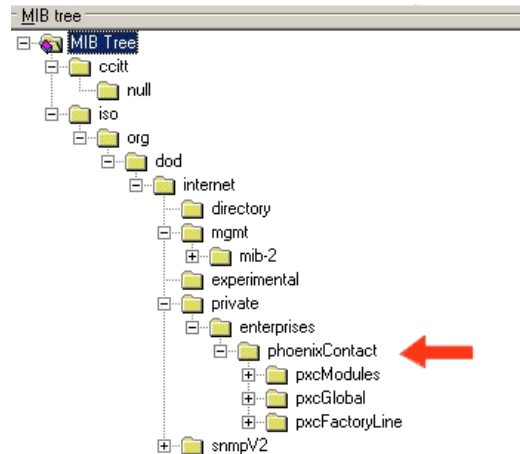 MIB tree
MIB Tree
ccitt
null
iso
org
dod
internet
directory
mgmt
mib-2
experimental
private
enterprises
phoenixContact
pxcModules
pxcGlobal
pxcFactoryLine
snmpV2